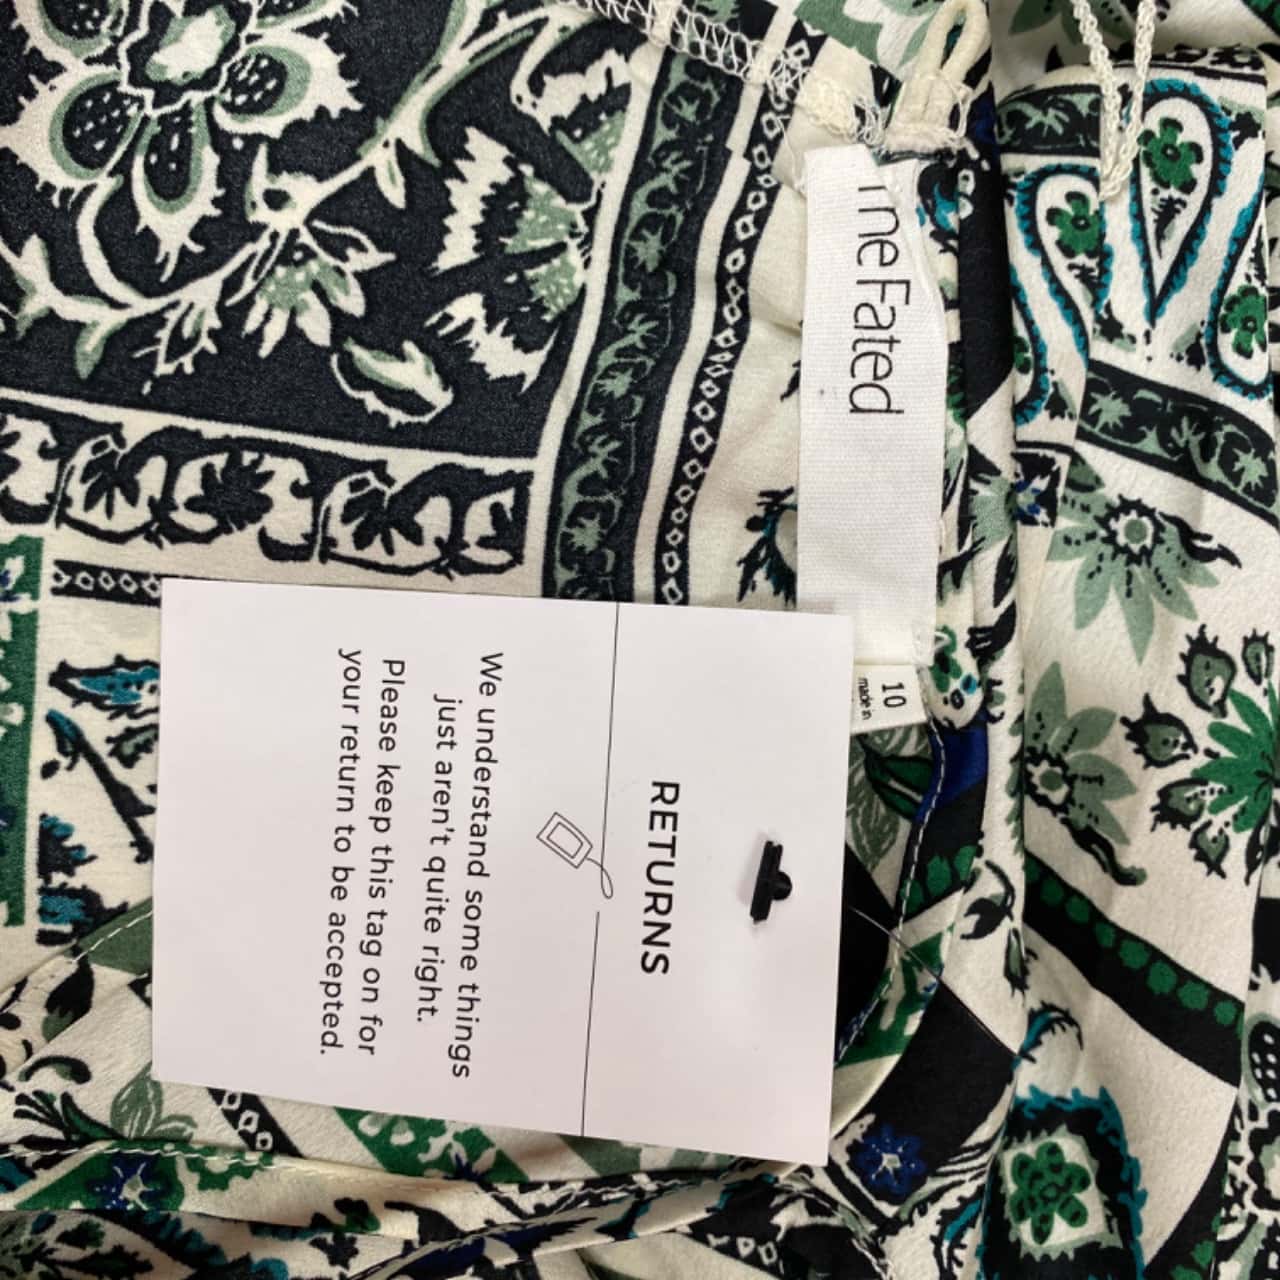 The Fated
10
made in
RETURNS
We understand some things
just aren't quite right.
Please keep this tag on for
your return to be accepted.